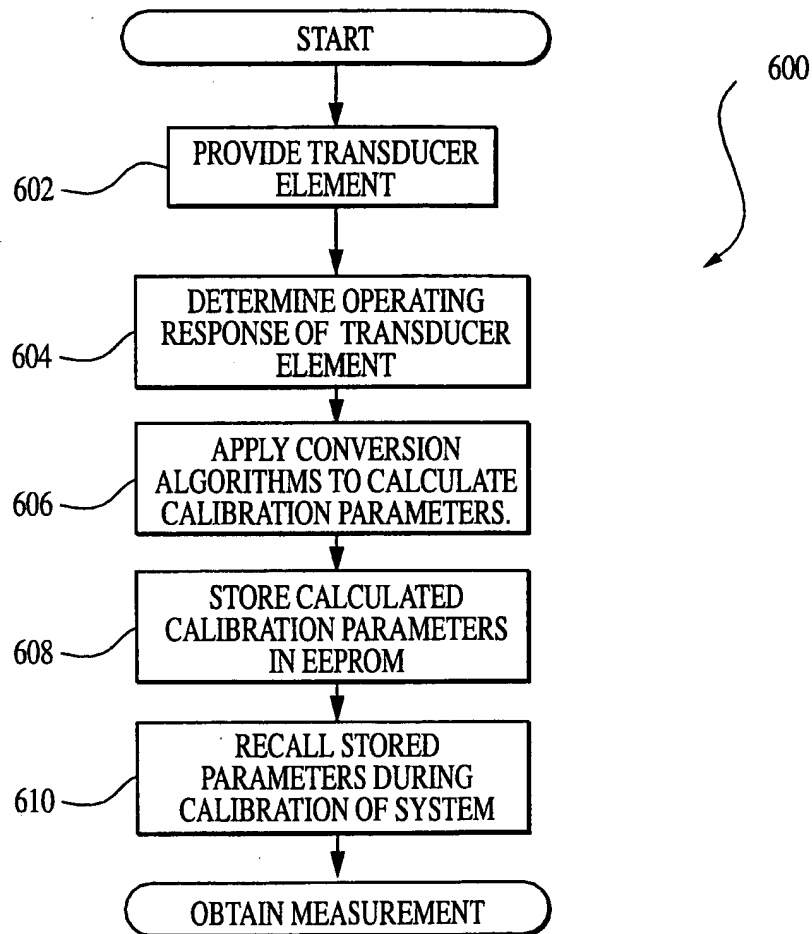 START
600
PROVIDE TRANSDUCER
ELEMENT
602
DETERMINE OPERATING
RESPONSE OF TRANSDUCER
ELEMENT
604
APPLY CONVERSION
ALGORITHMS TO CALCULATE
CALIBRATION PARAMETERS.
606
STORE CALCULATED
CALIBRATION PARAMETERS
IN EEPROM
608
RECALL STORED
PARAMETERS DURING
CALIBRATION OF SYSTEM
610
OBTAIN MEASUREMENT